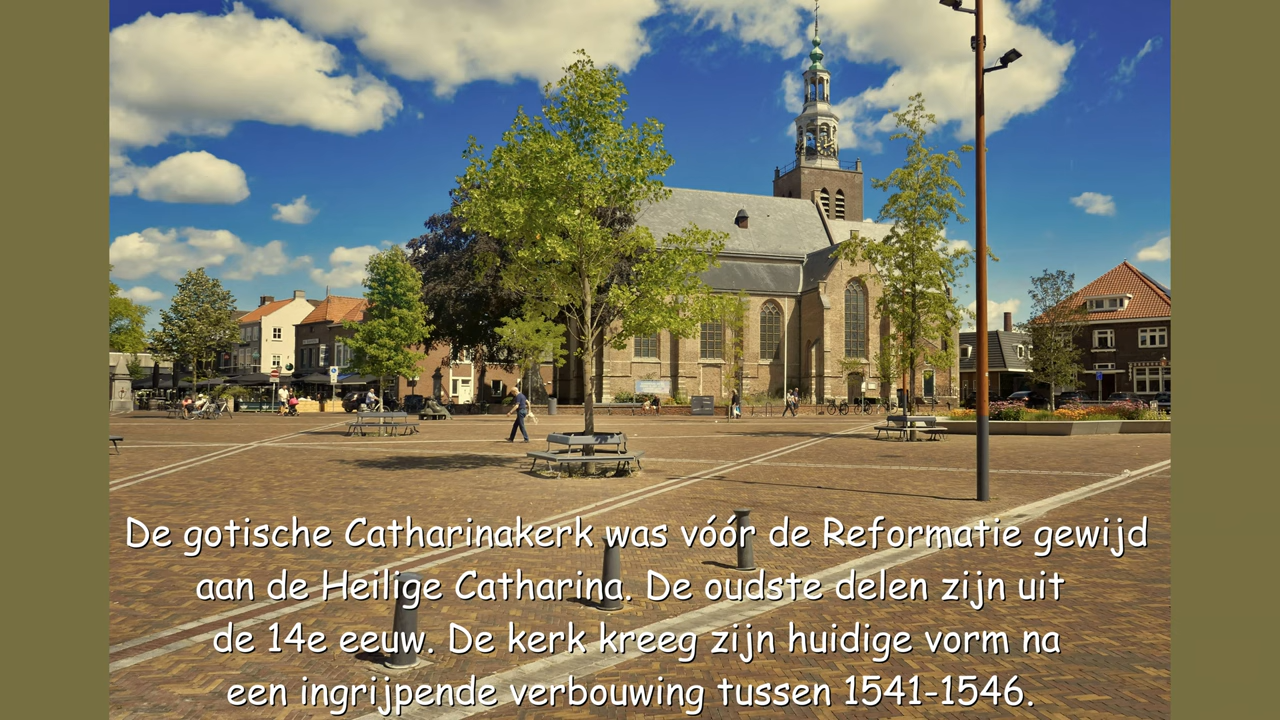 De gotische Catharinakerk was vóór de Reformatie gewijd
aan de Heilige Catharina. De oudste delen zijn uit
de 14e eeuw. De kerk kreeg zijn huidige vorm na
een ingrijpende verbouwing tussen 1541-1546.